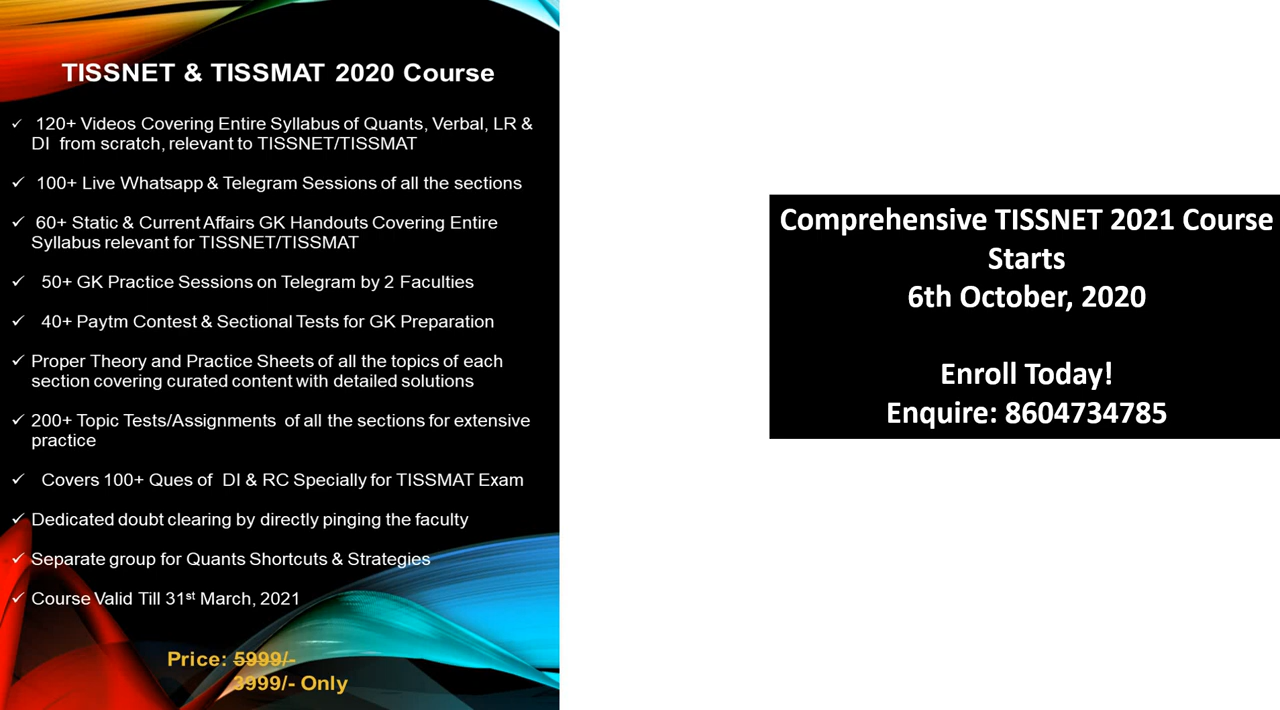 TISSNET & TISSMAT 2020 Course
✓ 120+ Videos Covering Entire Syllabus of Quants, Verbal, LR &
DI from scratch, relevant to TISSNET/TISSMAT
✓ 100+ Live Whatsapp & Telegram Sessions of all the sections
✓ 60+ Static & Current Affairs GK Handouts Covering Entire
Syllabus relevant for TISSNET/TISSMAT
✓ 50+ GK Practice Sessions on Telegram by 2 Faculties
✓ 40+ Paytm Contest & Sectional Tests for GK Preparation
✓ Proper Theory and Practice Sheets of all the topics of each
section covering curated content with detailed solutions
✓ 200+ Topic Tests/Assignments of all the sections for extensive
practice
✓ Covers 100+ Ques of DI & RC Specially for TISSMAT Exam
✓ Dedicated doubt clearing by directly pinging the faculty
✓ Separate group for Quants Shortcuts & Strategies
✓ Course Valid Till 31st March, 2021
Price: 5999/-
3999/- Only
Comprehensive TISSNET 2021 Course
Starts
6th October, 2020
Enroll Today!
Enquire: 8604734785